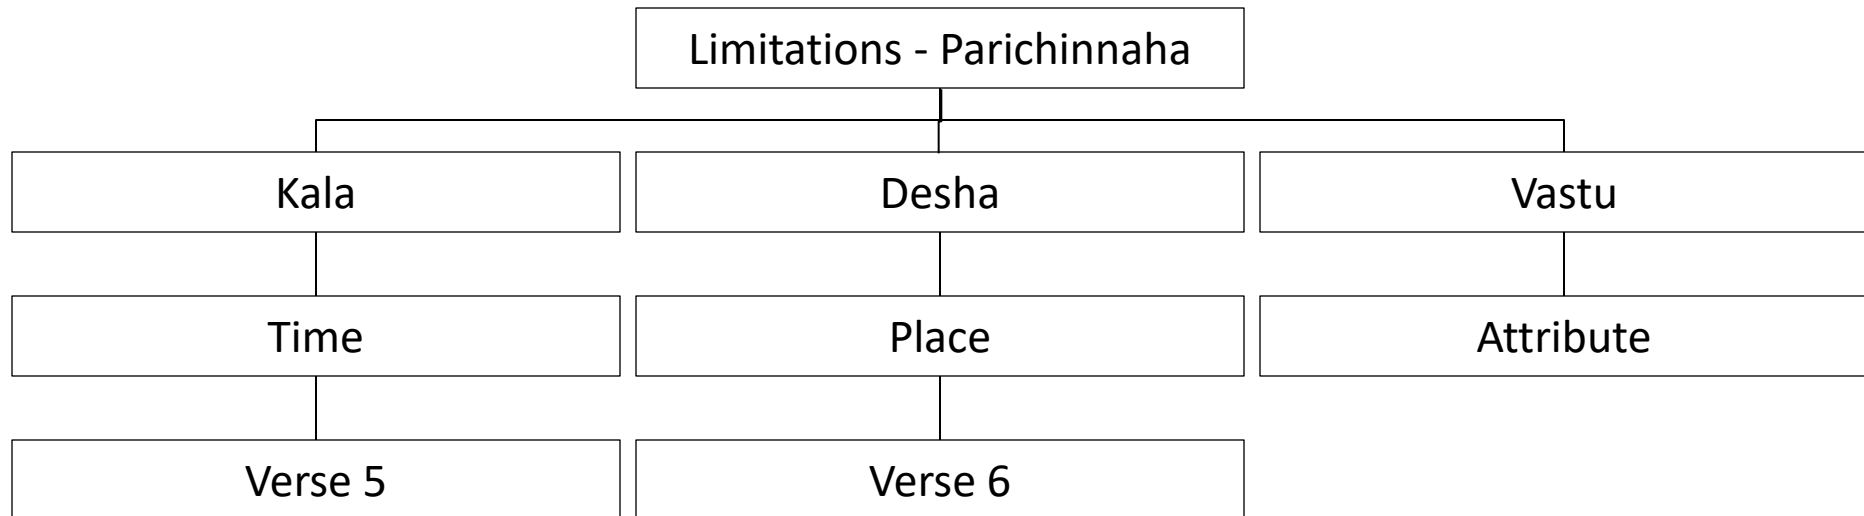 Limitations - Parichinnaha
Kala
Desha
Vastu
Time
Place
Attribute
Verse 5
Verse 6